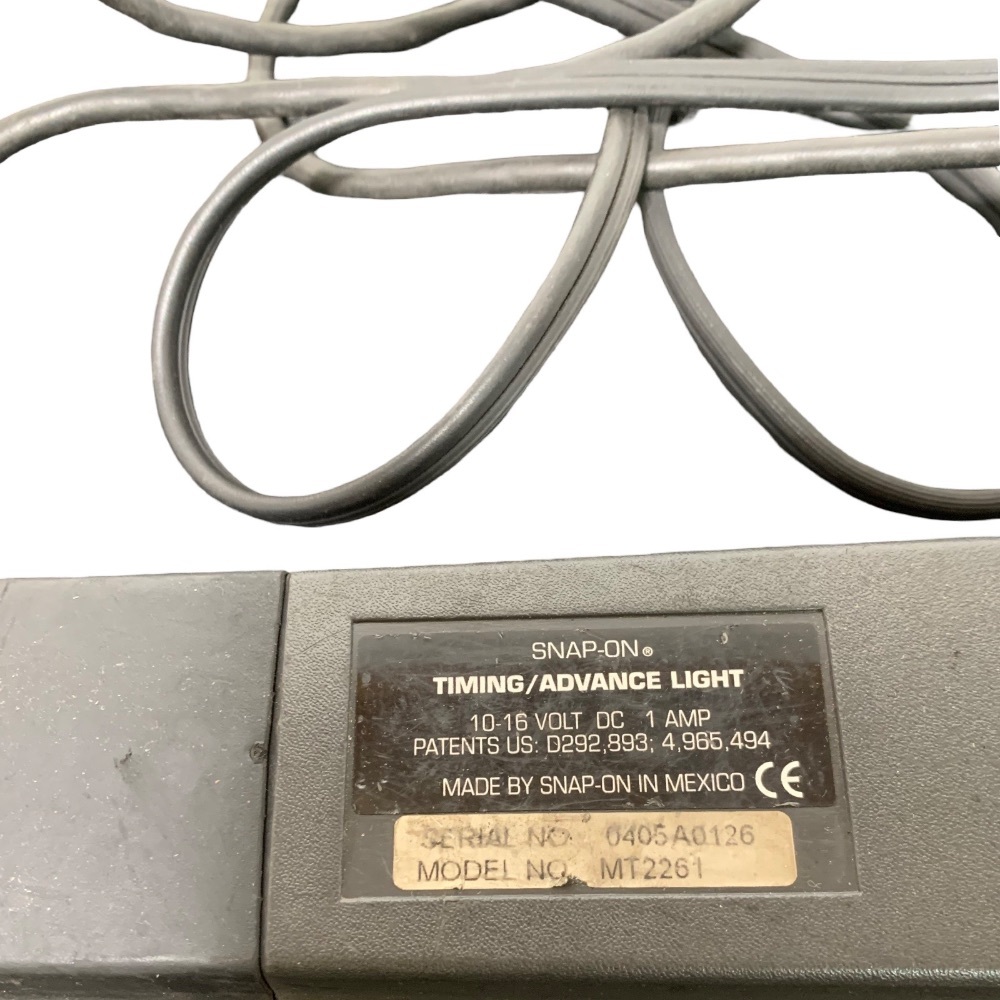 SNAP-ON®
TIMING/ADVANCE LIGHT
10-16 VOLT DC 1 AMP
PATENTS US: D292,893; 4,965,494
MADE BY SNAP-ON IN MEXICO CE
SERIAL NO. 0405A0126
MODEL NO. MT2261